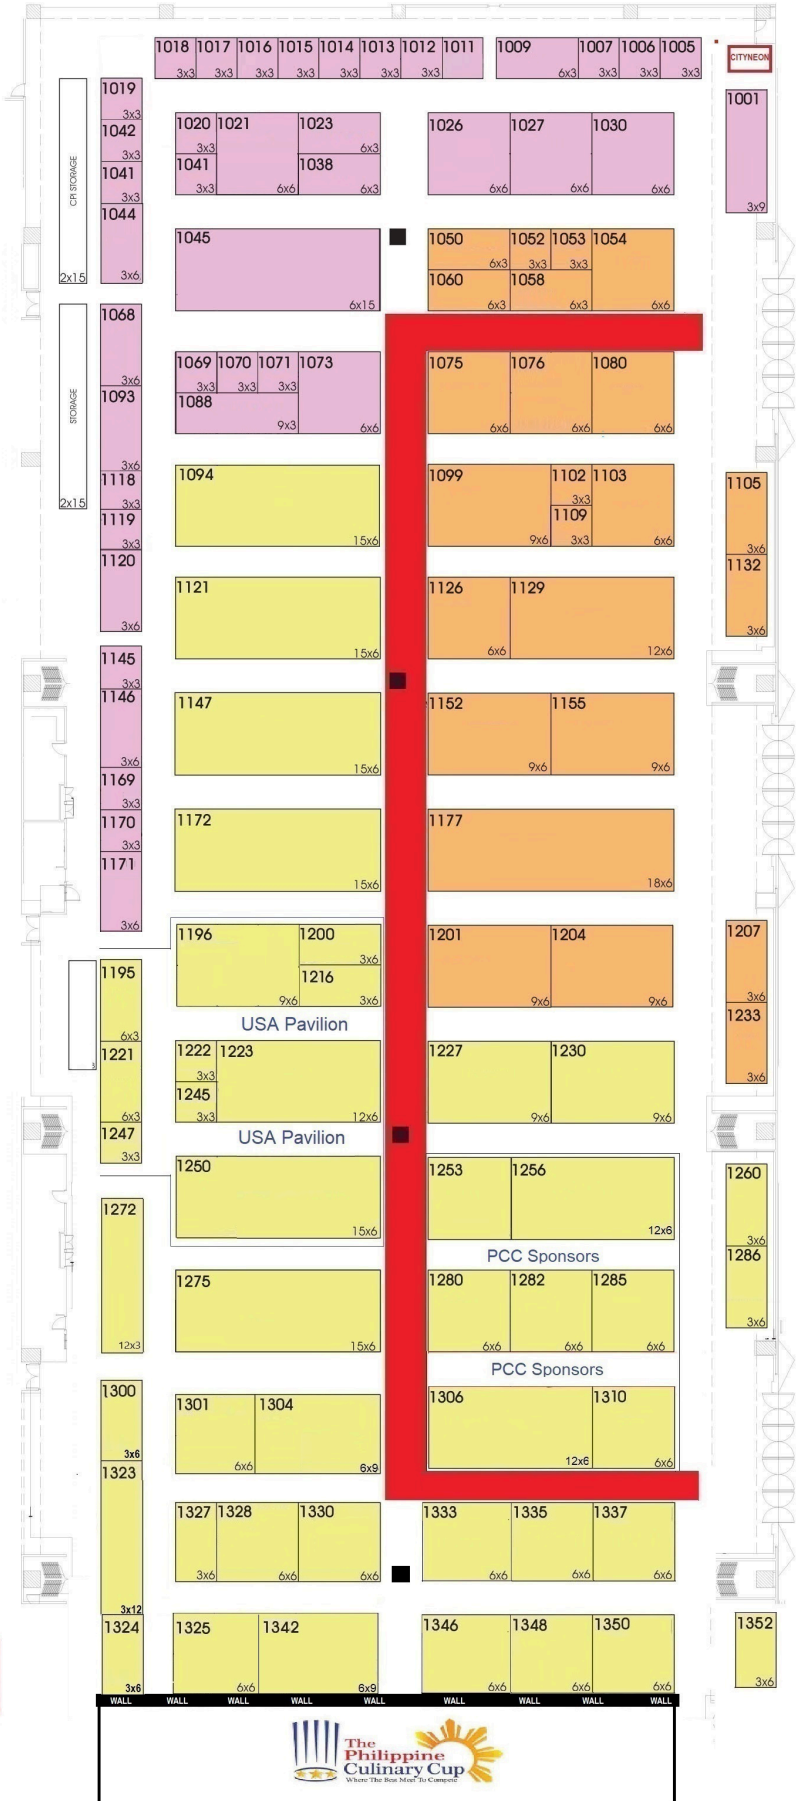 1018 1017 1016 1015 1014 1013 1012 1011 1009 1007 1006 1005
3x3 3x3 3x3 3x3 3x3 3x3 3x3 6x3 3x3 3x3 3x3
CITYNEON
1001
3x9
1019
3x3
1042
3x3
1041
3x3
1044
3x6
CPI STORAGE
2x15
1020 1021 1023
3x3 6x3
1041 1038
3x3 6x6 6x3
1026 1027 1030
6x6 6x6 6x6
1045
6x15
1050 1052 1053 1054
6x3 3x3 3x3
1060 1058
6x3 6x3 6x6
1068
3x6
1093
3x6
STORAGE
2x15
1069 1070 1071 1073
3x3 3x3 3x3
1088
9x3 6x6
1075 1076 1080
6x6 6x6 6x6
1118
3x3
1119
3x3
1120
3x6
1094
15x6
1099 1102 1103
3x3
1109
9x6 3x3 6x6
1105
3x6
1132
3x6
1121
15x6
1126 1129
6x6 12x6
1145
3x3
1146
3x6
1147
15x6
1152 1155
9x6 9x6
1169
3x3
1170
3x3
1171
3x6
1172
15x6
1177
18x6
1196 1200
3x6
1216
9x6 3x6
USA Pavilion
1201 1204
9x6 9x6
1207
3x6
1233
3x6
1195
6x3
1221
6x3
1247
3x3
3
1222 1223
3x3
1245
3x3 12x6
USA Pavilion
1227 1230
9x6 9x6
1250
15x6
1253 1256
12x6
PCC Sponsors
1260
3x6
1286
3x6
1272
12x3
1275
15x6
1280 1282 1285
6x6 6x6 6x6
PCC Sponsors
1300
3x6
1323
3x12
1301 1304
6x6 6x9
1306 1310
12x6 6x6
1327 1328 1330
3x6 6x6 6x6
1333 1335 1337
6x6 6x6 6x6
1324
3x6
1325 1342
6x6 6x9
1346 1348 1350
6x6 6x6 6x6
1352
3x6
WALL WALL WALL WALL WALL WALL WALL WALL WALL
The
Philippine
Culinary Cup
Where The Best Meet To Compete